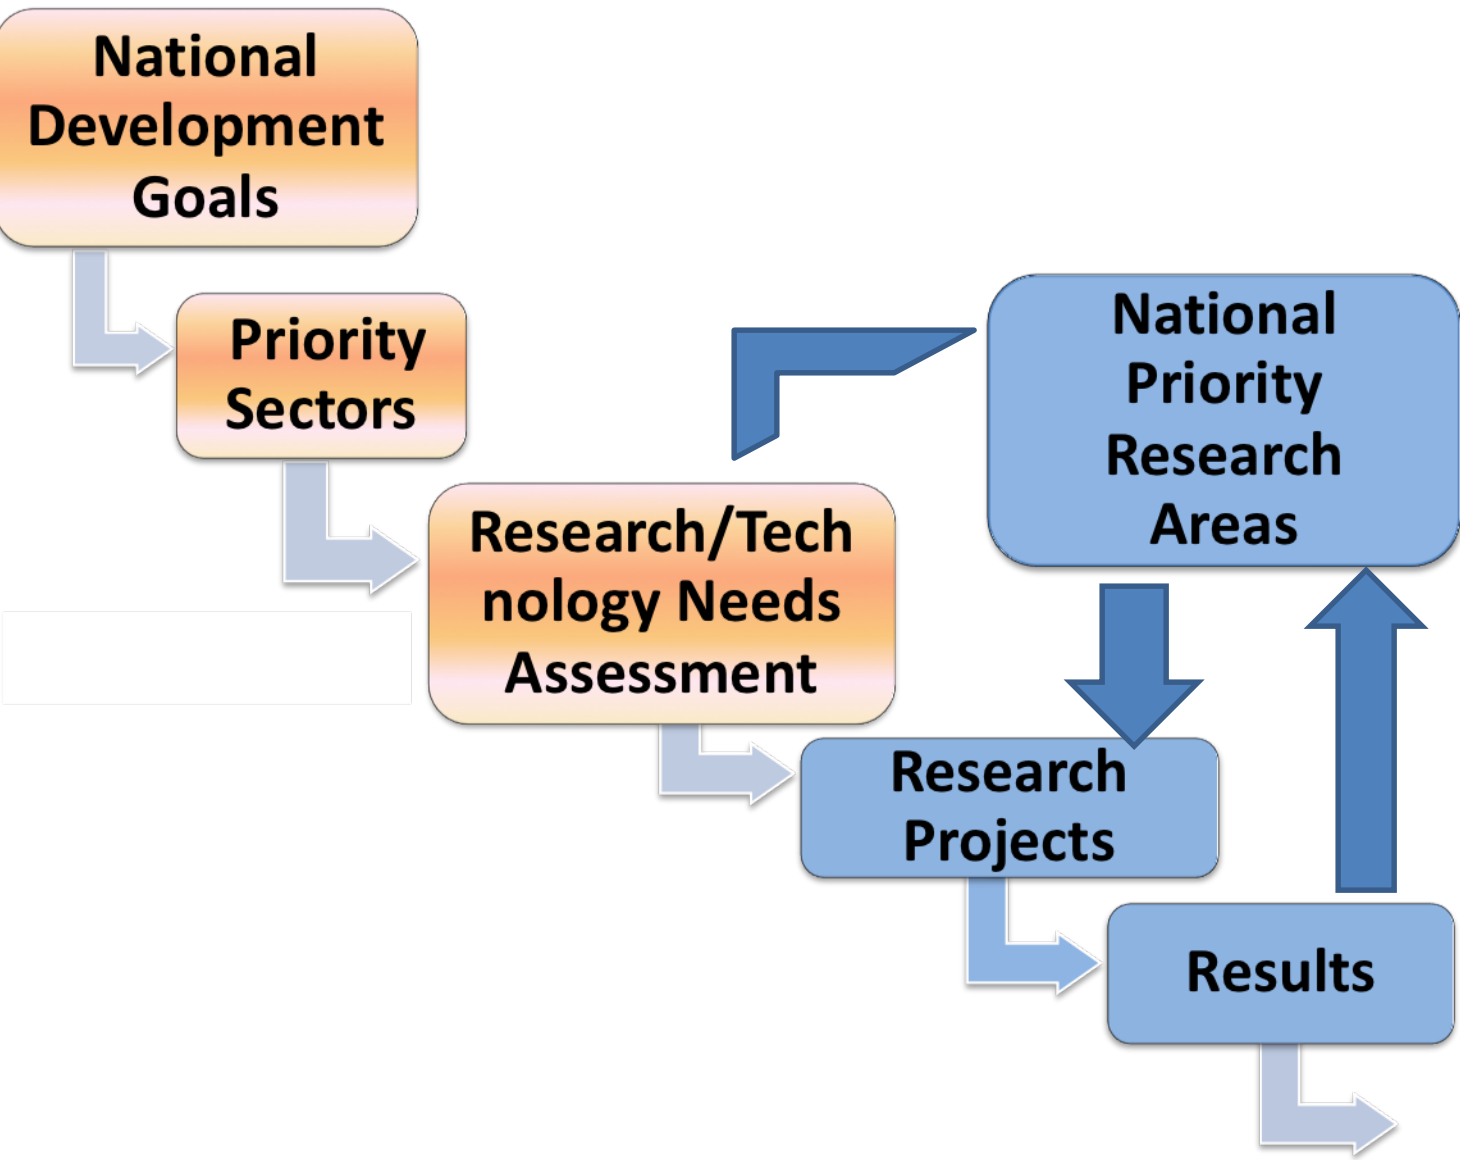 National
Development
Goals
Priority
Sectors
Research/Tech
nology Needs
Assessment
National
Priority
Research
Areas
Research
Projects
Results